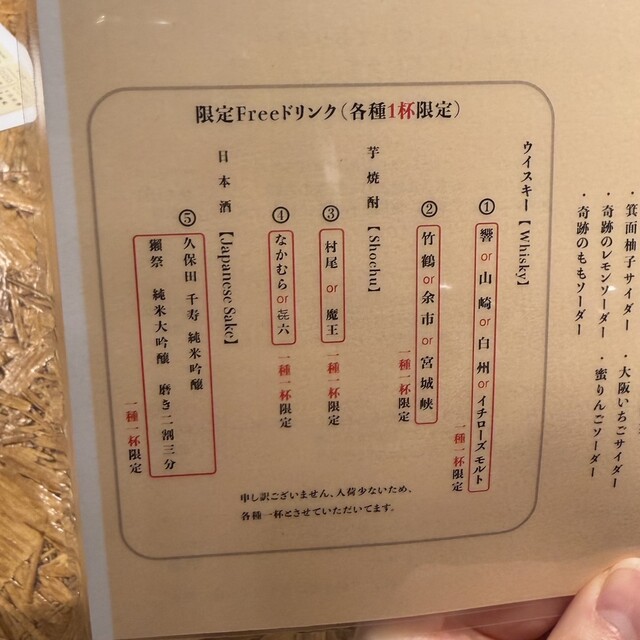 ・箕面柚子サイダー
・奇跡のレモンソーダー
・奇跡のももソーダー
・大阪いちごサイダー
・蜜りんごソーダー
限定Freeドリンク（各種1杯限定）
ウイスキー【Whisky】
① 響 or 山崎 or 白州 or イチローズ モルト
一種一杯限定
② 竹鶴 or 余市 or 宮城峡
一種一杯限定
芋焼酎【Shochu】
③ 村尾 or 魔王
一種一杯限定
④ なかむら or 㐂六
一種一杯限定
日本酒【Japanese Sake】
⑤ 久保田 千寿 純米吟醸
獺祭 純米大吟醸 磨き二割三分
一種一杯限定
申し訳ございません、入荷少ないため、
各種一杯とさせていただいてます。